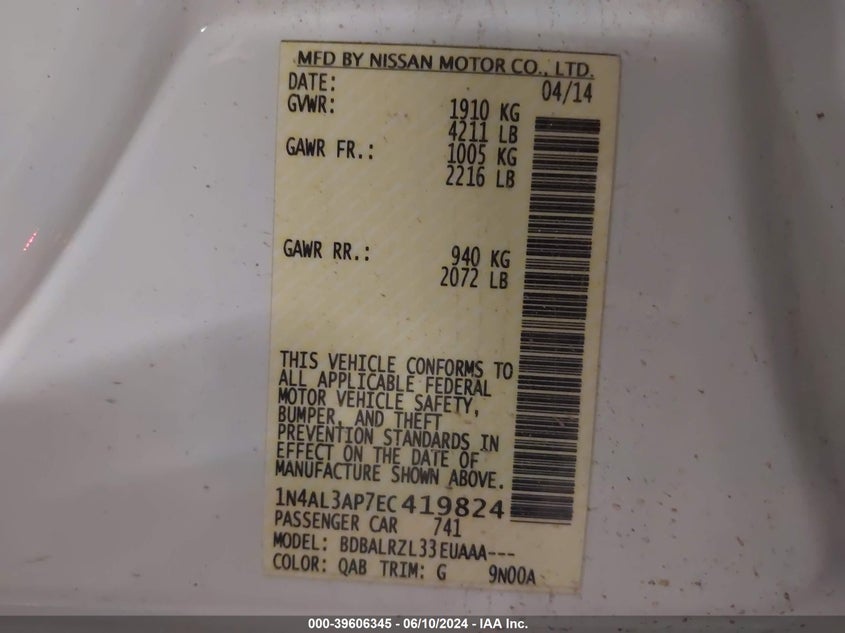 MFD BY NISSAN MOTOR CO., LTD.
DATE: 04/14
GVWR: 1910 KG
4211 LB
GAWR FR.: 1005 KG
2216 LB
GAWR RR.: 940 KG
2072 LB
THIS VEHICLE CONFORMS TO
ALL APPLICABLE FEDERAL
MOTOR VEHICLE SAFETY,
BUMPER, AND THEFT
PREVENTION STANDARDS IN
EFFECT ON THE DATE OF
MANUFACTURE SHOWN ABOVE.
1N4AL3AP7EC419824
PASSENGER CAR 741
MODEL: BDBALRZL33EUAAA---
COLOR: QAB TRIM: G 9N00A
000-39606345 - 06/10/2024 - IAA Inc.